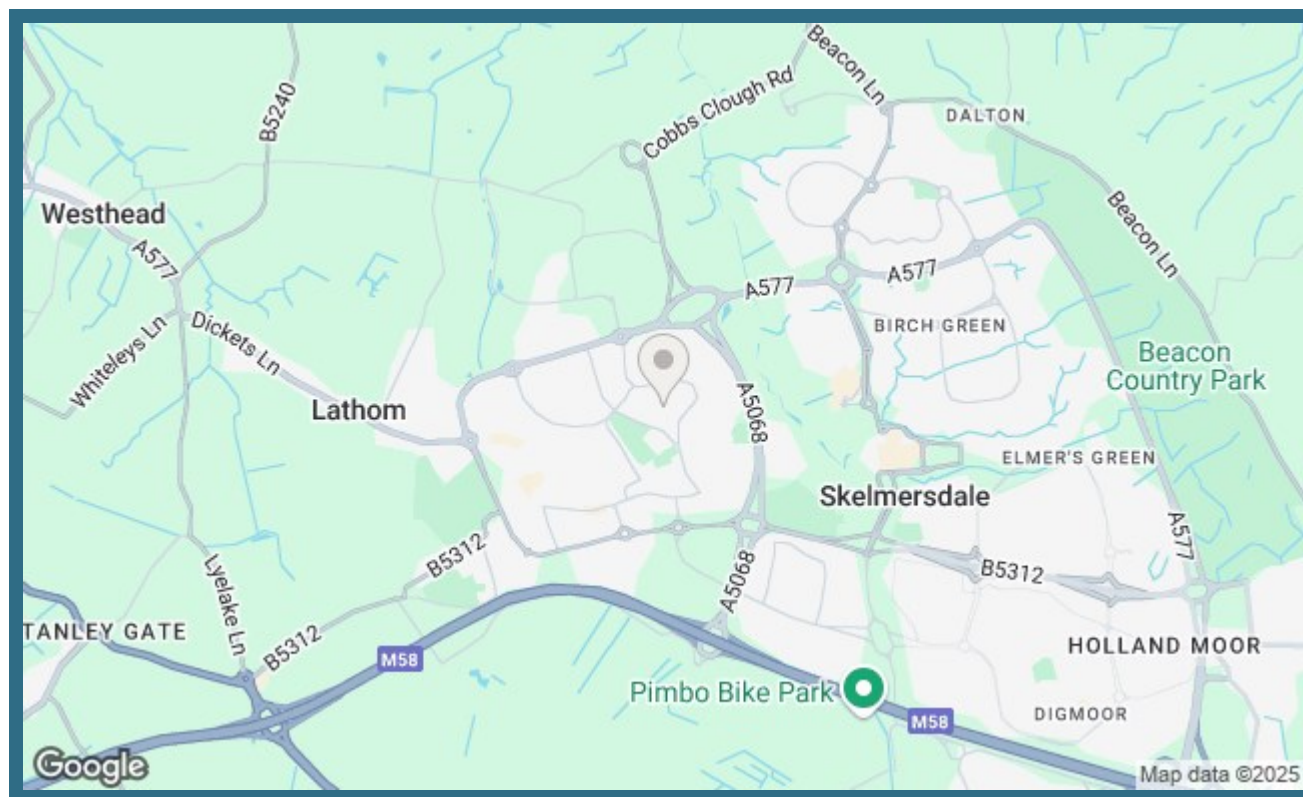 Beacon Ln
Cobbs Clough Rd
B5240
DALTON
Westhead
A577
Beacon Ln
A577
A577
Whiteleys Ln
Dickets Ln
BIRCH GREEN
Beacon
Country Park
Lathom
A5068
ELMER'S GREEN
Skelmersdale
A577
B5312
B5312
Lyelake Ln
A5068
TANLEY GATE
B5312
M58
HOLLAND MOOR
Pimbo Bike Park
M58
DIGMOOR
Google
Map data ©2025